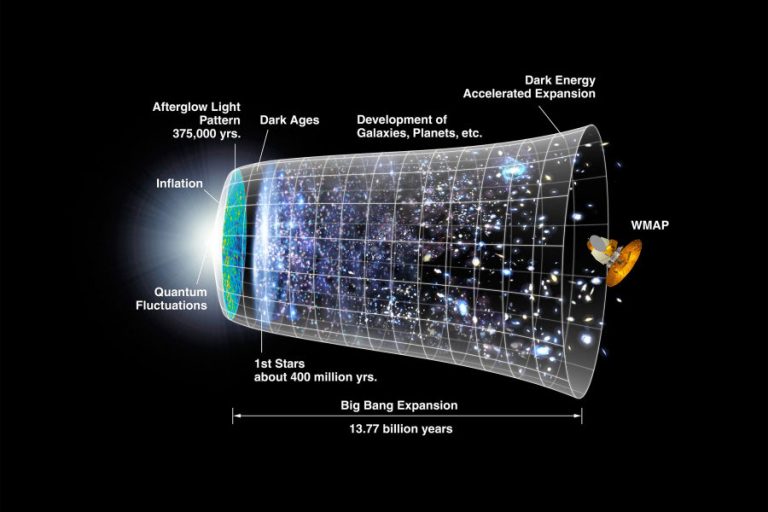 Dark Energy
Accelerated Expansion
Afterglow Light
Pattern
375,000 yrs.
Dark Ages
Development of
Galaxies, Planets, etc.
Inflation
WMAP
Quantum
Fluctuations
1st Stars
about 400 million yrs.
Big Bang Expansion
13.77 billion years